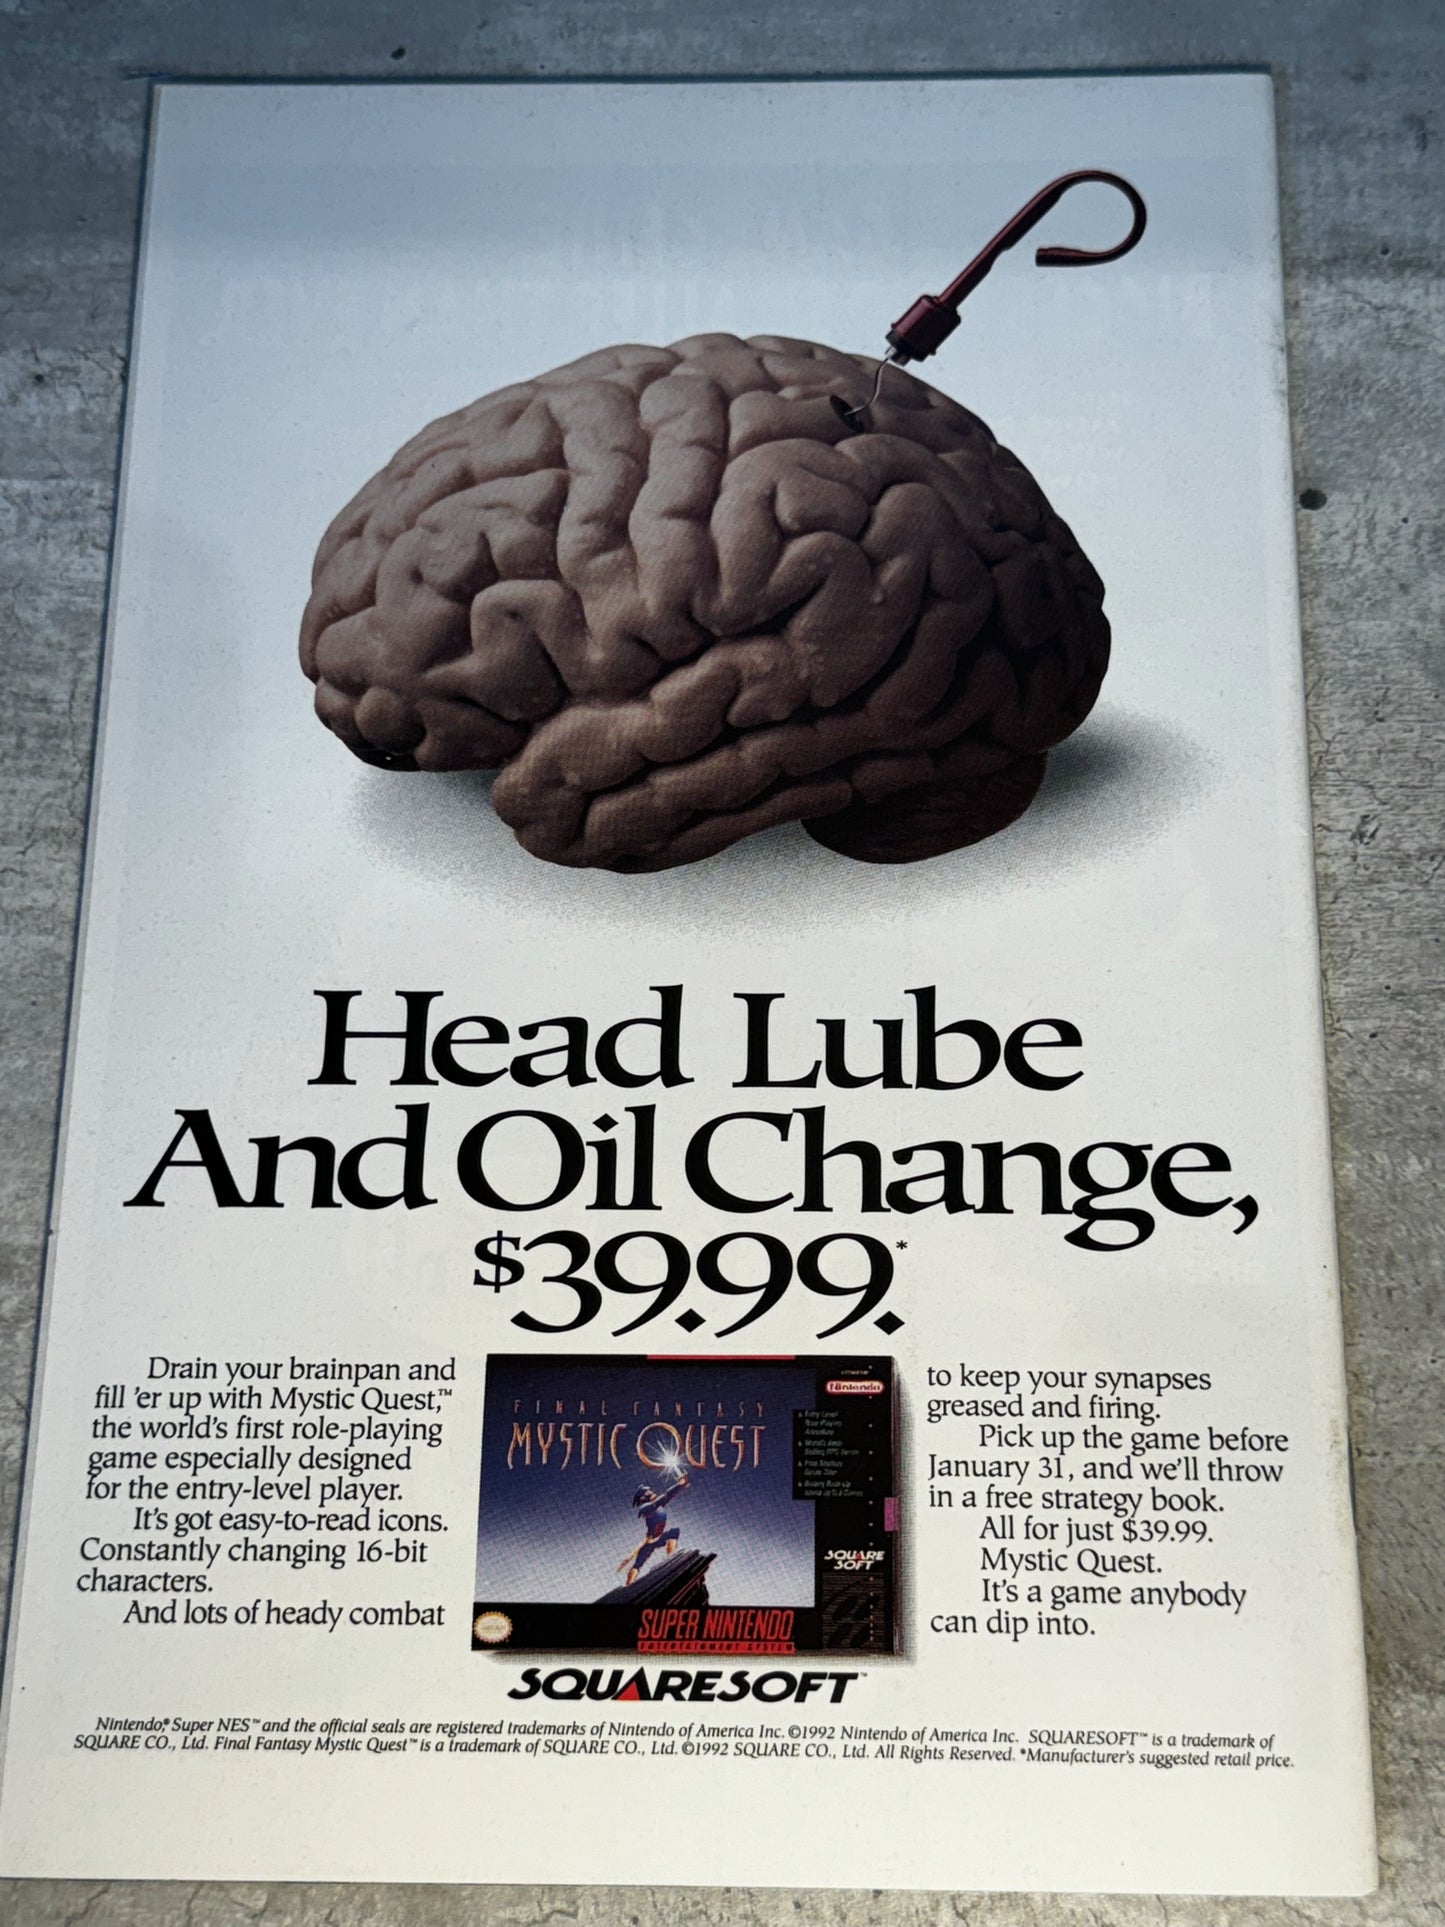 Head Lube
And Oil Change,
$39.99.*
Drain your brainpan and
fill 'er up with Mystic Quest,™
the world's first role-playing
game especially designed
for the entry-level player.
It's got easy-to-read icons.
Constantly changing 16-bit
characters.
And lots of heady combat
FINAL FANTASY
MYSTIC QUEST
Nintendo
SQUARE
SOFT
SUPER NINTENDO
ENTERTAINMENT SYSTEM
to keep your synapses
greased and firing.
Pick up the game before
January 31, and we'll throw
in a free strategy book.
All for just $39.99.
Mystic Quest.
It's a game anybody
can dip into.
SQUARESOFT™
Nintendo,® Super NES™ and the official seals are registered trademarks of Nintendo of America Inc. ©1992 Nintendo of America Inc. SQUARESOFT™ is a trademark of
SQUARE CO., Ltd. Final Fantasy Mystic Quest™ is a trademark of SQUARE CO., Ltd. ©1992 SQUARE CO., Ltd. All Rights Reserved. *Manufacturer's suggested retail price.